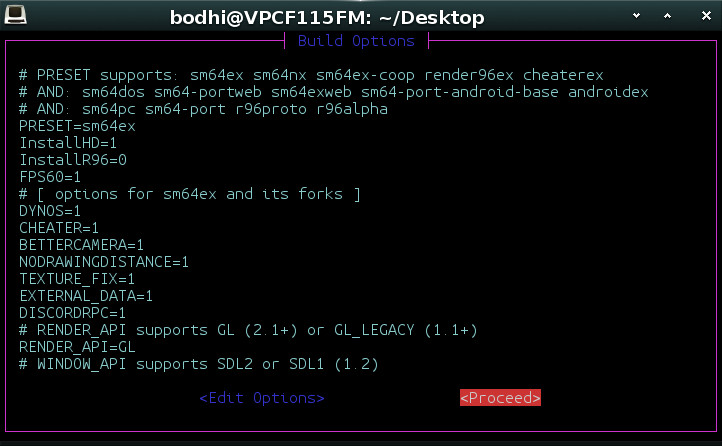 bodhi@VPCF115FM: ~/Desktop
Build Options
# PRESET supports: sm64ex sm64nx sm64ex-coop render96ex cheaterex
# AND: sm64dos sm64-portweb sm64exweb sm64-port-android-base androidex
# AND: sm64pc sm64-port r96proto r96alpha
PRESET=sm64ex
InstallHD=1
InstallR96=0
FPS60=1
# [ options for sm64ex and its forks ]
DYNOS=1
CHEATER=1
BETTERCAMERA=1
NODRAWINGDISTANCE=1
TEXTURE_FIX=1
EXTERNAL_DATA=1
DISCORDRPC=1
# RENDER_API supports GL (2.1+) or GL_LEGACY (1.1+)
RENDER_API=GL
# WINDOW_API supports SDL2 or SDL1 (1.2)
<Edit Options> <Proceed>